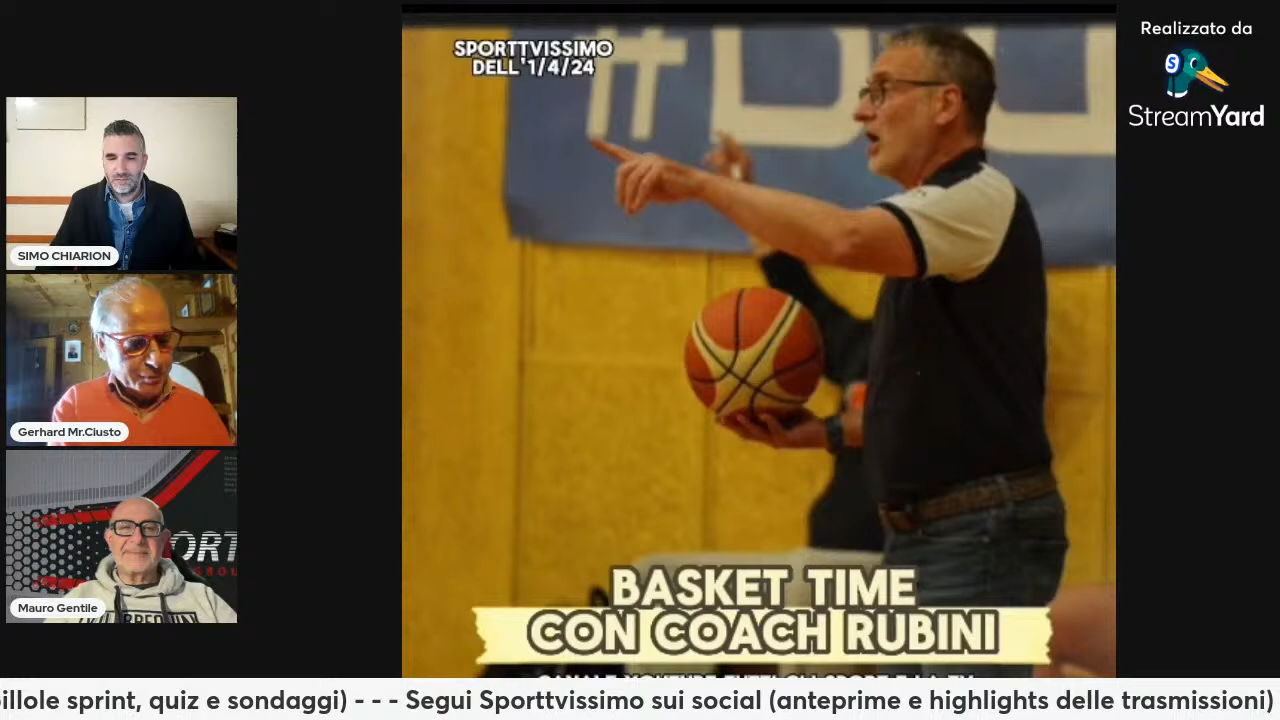 SPORTTVISSIMO
DELL'1/4/24
Realizzato da
StreamYard
SIMO CHIARION
Gerhard Mr.Ciusto
Mauro Gentile
BASKET TIME
CON COACH RUBINI
pillole sprint, quiz e sondaggi) - - - Segui Sporttvissimo sui social (anteprime e highlights delle trasmissioni)